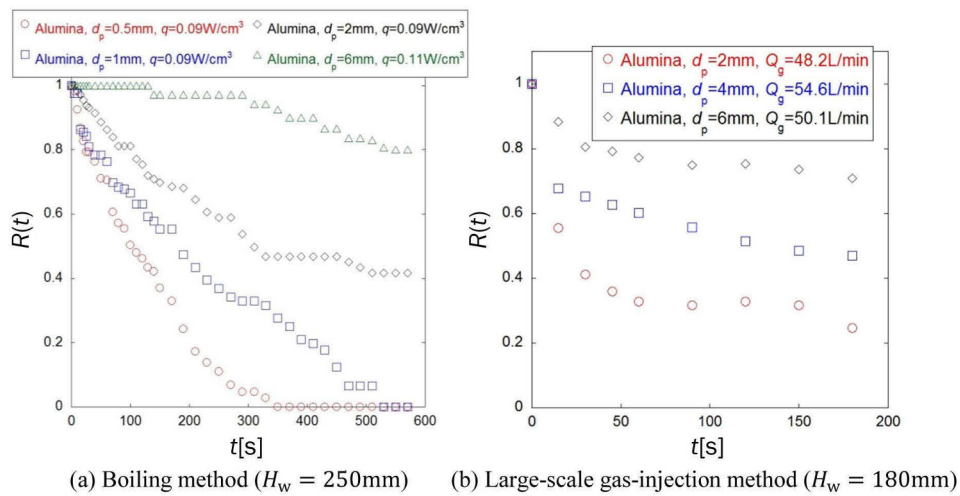 Alumina, dp=0.5mm, q=0.09W/cm³ Alumina, dp=2mm, q=0.09W/cm³
Alumina, dp=1mm, q=0.09W/cm³ Alumina, dp=6mm, q=0.11W/cm³
1
0.8
0.6
0.4
0.2
0
R(t)
0 100 200 300 400 500 600
t[s]
(a) Boiling method (Hw = 250mm)
Alumina, dp=2mm, Qg=48.2L/min
Alumina, dp=4mm, Qg=54.6L/min
Alumina, dp=6mm, Qg=50.1L/min
1
0.8
0.6
0.4
0.2
0
R(t)
0 50 100 150 200
t[s]
(b) Large-scale gas-injection method (Hw = 180mm)